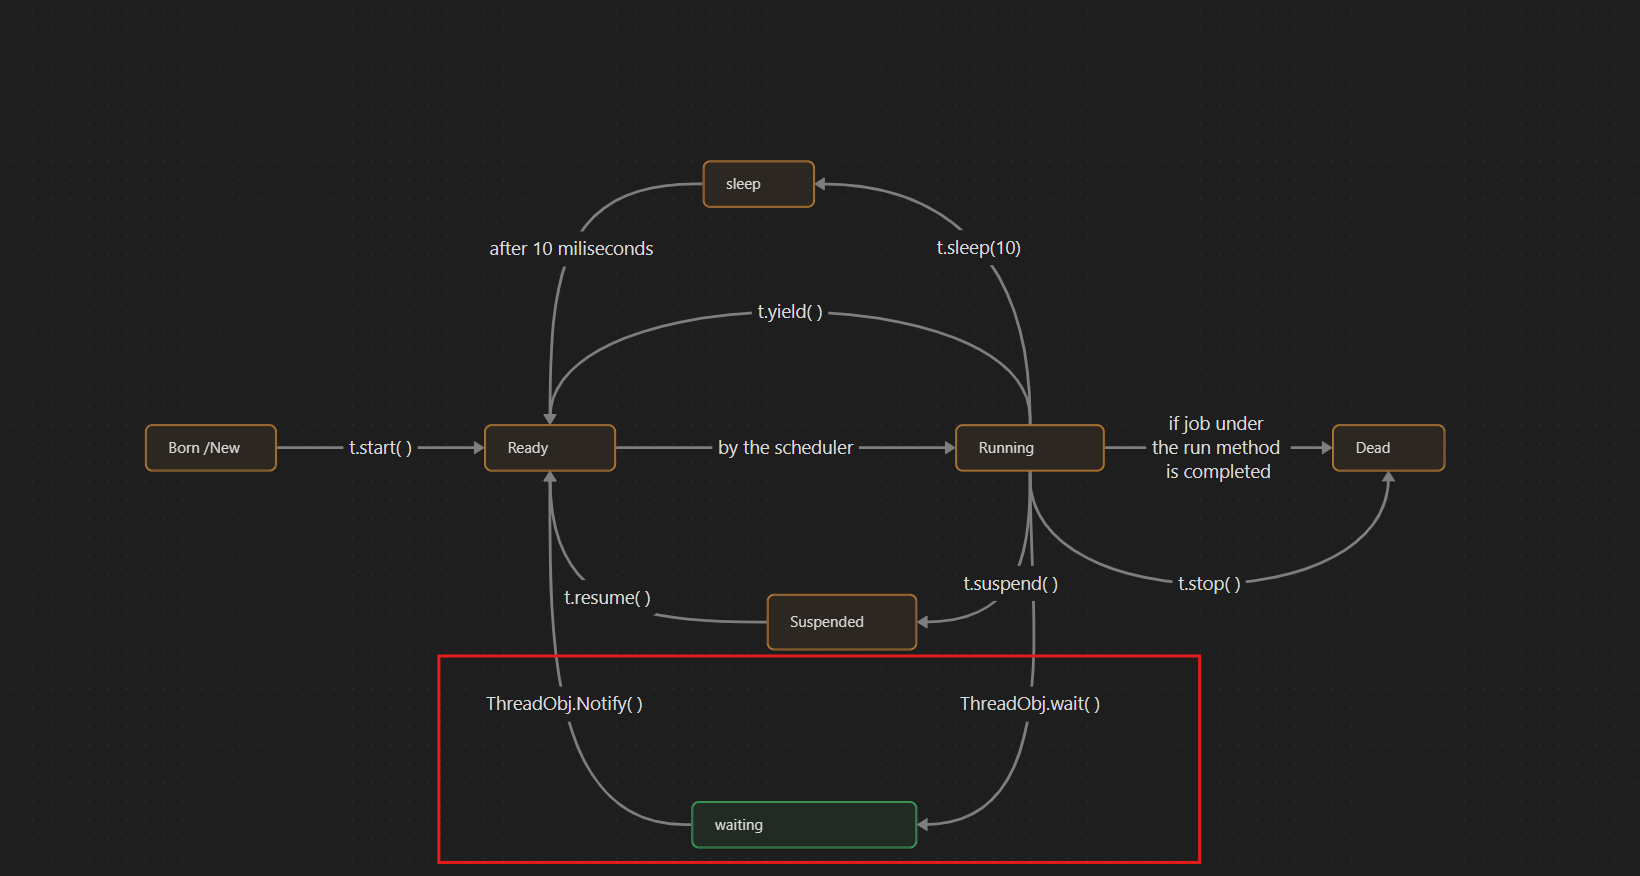 sleep
after 10 miliseconds
t.sleep(10)
t.yield( )
Born /New
t.start( )
Ready
by the scheduler
Running
if job under
the run method
is completed
Dead
t.suspend( )
t.stop( )
t.resume( )
Suspended
ThreadObj.Notify( )
ThreadObj.wait( )
waiting